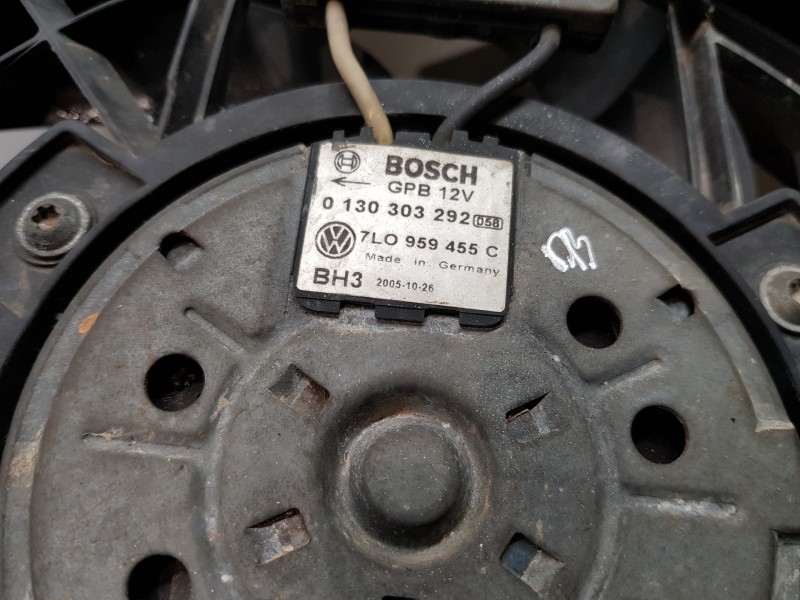 BOSCH
GPB 12V
0 130 303 292 058
7L0 959 455 C
Made in Germany
BH3 2005-10-26